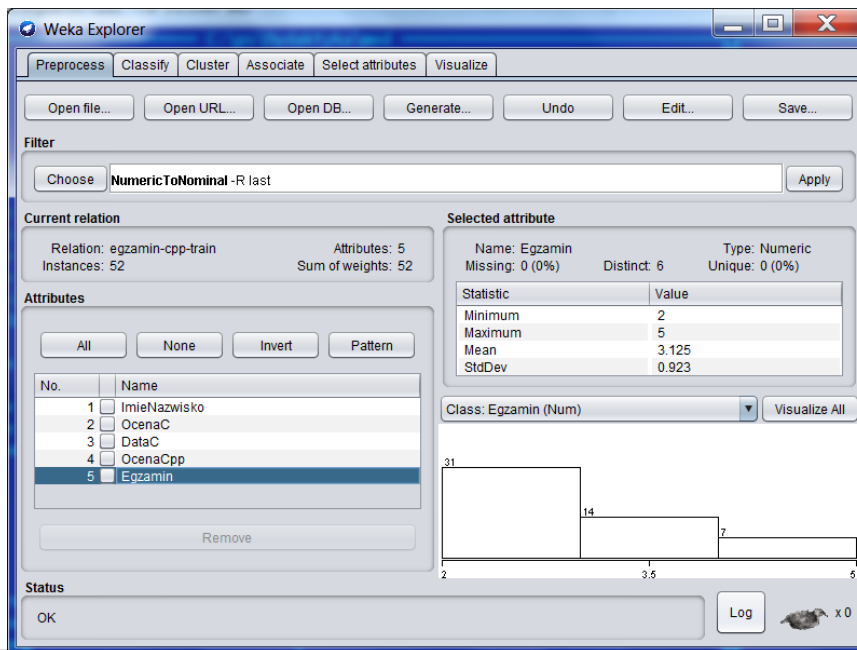 Weka Explorer
Preprocess Classify Cluster Associate Select attributes Visualize
Open file... Open URL... Open DB... Generate... Undo Edit... Save...
Filter
Choose NumericToNominal -R last Apply
Current relation
Relation: egzamin-cpp-train Attributes: 5
Instances: 52 Sum of weights: 52
Attributes
All None Invert Pattern
No. Name
1 ImieNazwisko
2 OcenaC
3 DataC
4 OcenaCpp
5 Egzamin
Remove
Selected attribute
Name: Egzamin Type: Numeric
Missing: 0 (0%) Distinct: 6 Unique: 0 (0%)
Statistic Value
Minimum 2
Maximum 5
Mean 3.125
StdDev 0.923
Class: Egzamin (Num) Visualize All
31
14
7
2 3.5 5
Status
OK
Log x 0